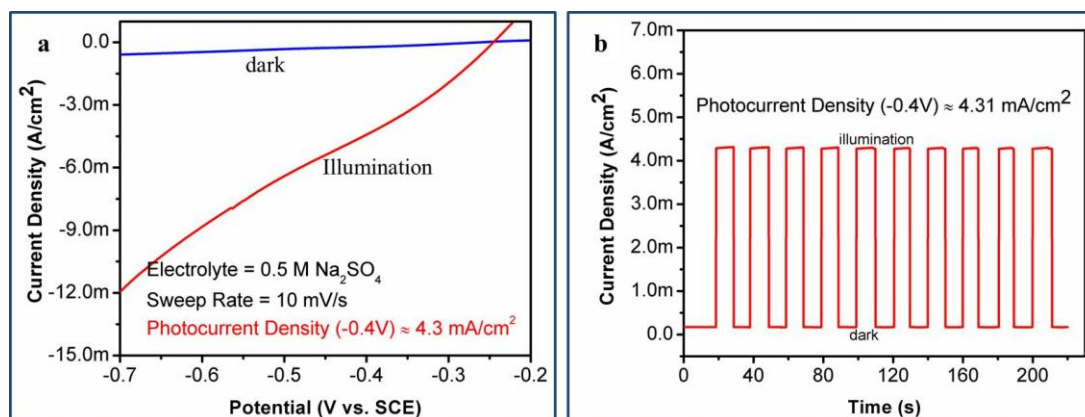 a
0.0
-3.0m
-6.0m
-9.0m
-12.0m
-15.0m
Current Density (A/cm²)
dark
Illumination
Electrolyte = 0.5 M Na₂SO₄
Sweep Rate = 10 mV/s
Photocurrent Density (-0.4V) ≈ 4.3 mA/cm²
-0.7 -0.6 -0.5 -0.4 -0.3 -0.2
Potential (V vs. SCE)
b
7.0m
6.0m
5.0m
4.0m
3.0m
2.0m
1.0m
0.0
Current Density (A/cm²)
Photocurrent Density (-0.4V) ≈ 4.31 mA/cm²
illumination
dark
0 40 80 120 160 200
Time (s)